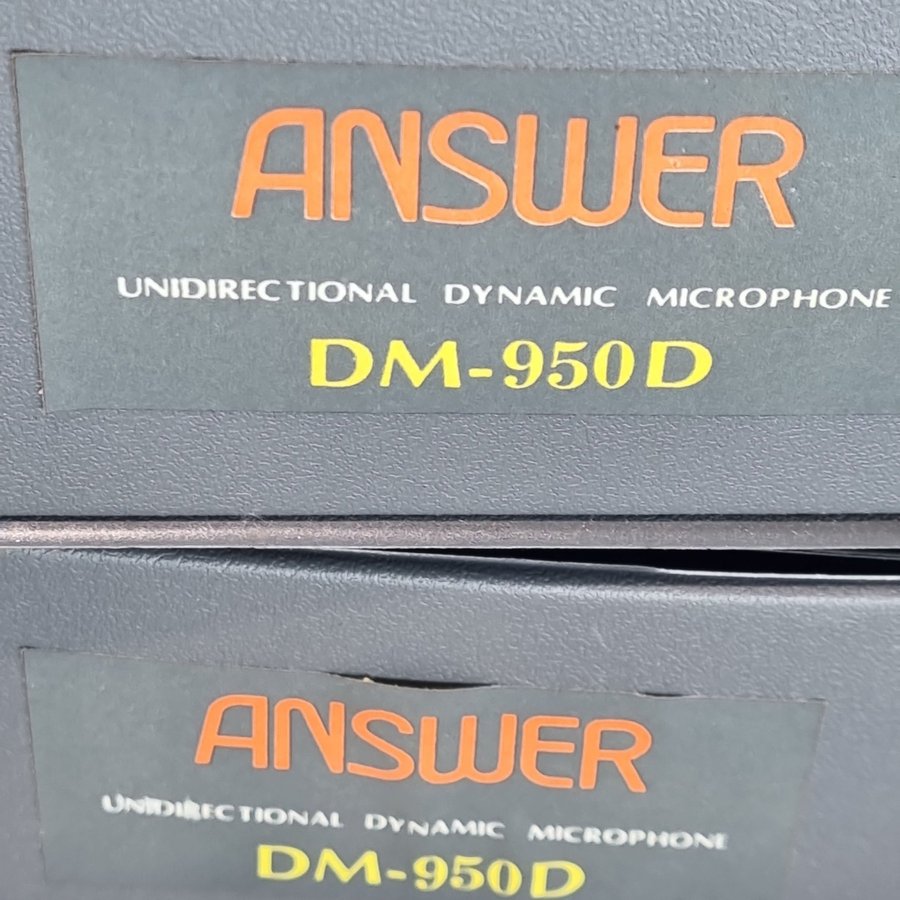 ANSWER
UNIDIRECTIONAL DYNAMIC MICROPHONE
DM-950D
ANSWER
UNIDIRECTIONAL DYNAMIC MICROPHONE
DM-950D